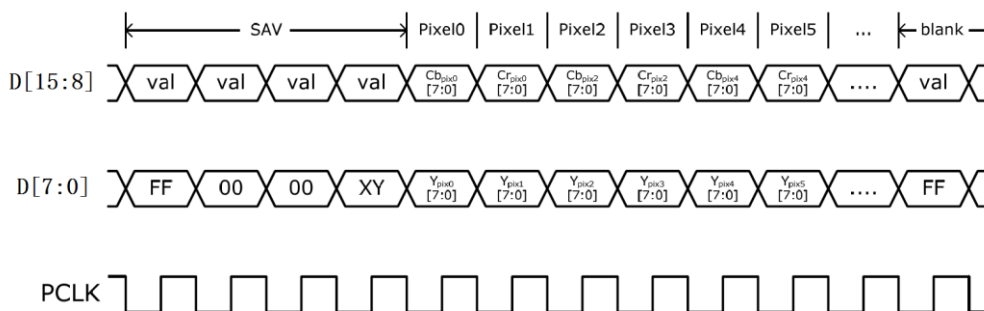 SAV Pixel0 Pixel1 Pixel2 Pixel3 Pixel4 Pixel5 ... blank
D[15:8] val val val val Cbpix0 [7:0] Crpix0 [7:0] Cbpix2 [7:0] Crpix2 [7:0] Cbpix4 [7:0] Crpix4 [7:0] .... val
D[7:0] FF 00 00 XY Ypix0 [7:0] Ypix1 [7:0] Ypix2 [7:0] Ypix3 [7:0] Ypix4 [7:0] Ypix5 [7:0] .... FF
PCLK